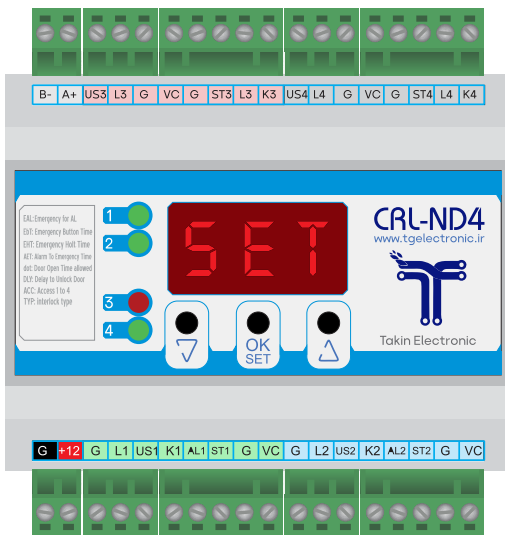 B- A+ US3 L3 G VC G ST3 L3 K3 US4 L4 G VC G ST4 L4 K4
EAL:Emergency for AL
EbT: Emergency Button Time
EHT: Emergency Holt Time
AET: Alarm To Emergency Time
dot: Door Open Time allowed
DLY: Delay to Unlock Door
ACC: Access 1 to 4
TYP: Interlock type
1
2
3
4
SET
OK
SET
CRL-ND4
www.tgelectronic.ir
Takin Electronic
G +12 G L1 US1 K1 AL1 ST1 G VC G L2 US2 K2 AL2 ST2 G VC